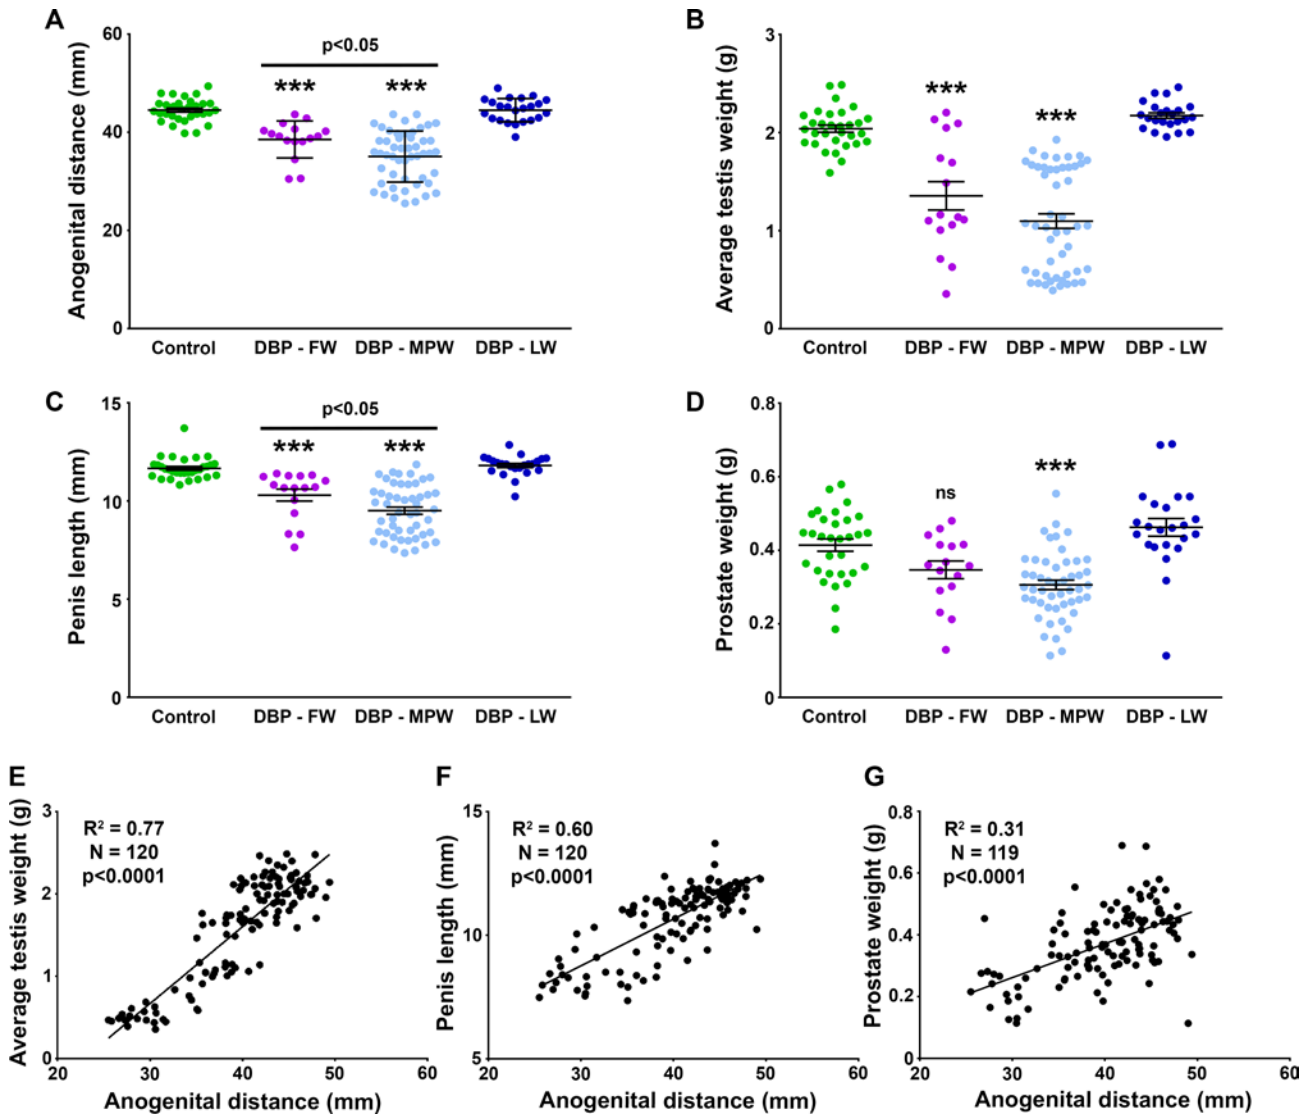 A
Anogenital distance (mm)
60
40
20
0
p<0.05
***
***
Control
DBP - FW
DBP - MPW
DBP - LW
B
Average testis weight (g)
3
2
1
0
***
***
Control
DBP - FW
DBP - MPW
DBP - LW
C
Penis length (mm)
15
10
5
0
p<0.05
***
***
Control
DBP - FW
DBP - MPW
DBP - LW
D
Prostate weight (g)
0.8
0.6
0.4
0.2
0
ns
***
Control
DBP - FW
DBP - MPW
DBP - LW
E
Average testis weight (g)
3
2
1
0
R² = 0.77
N = 120
p<0.0001
20
30
40
50
60
Anogenital distance (mm)
F
Penis length (mm)
15
10
5
R² = 0.60
N = 120
p<0.0001
20
30
40
50
60
Anogenital distance (mm)
G
Prostate weight (g)
0.8
0.6
0.4
0.2
0
R² = 0.31
N = 119
p<0.0001
20
30
40
50
60
Anogenital distance (mm)